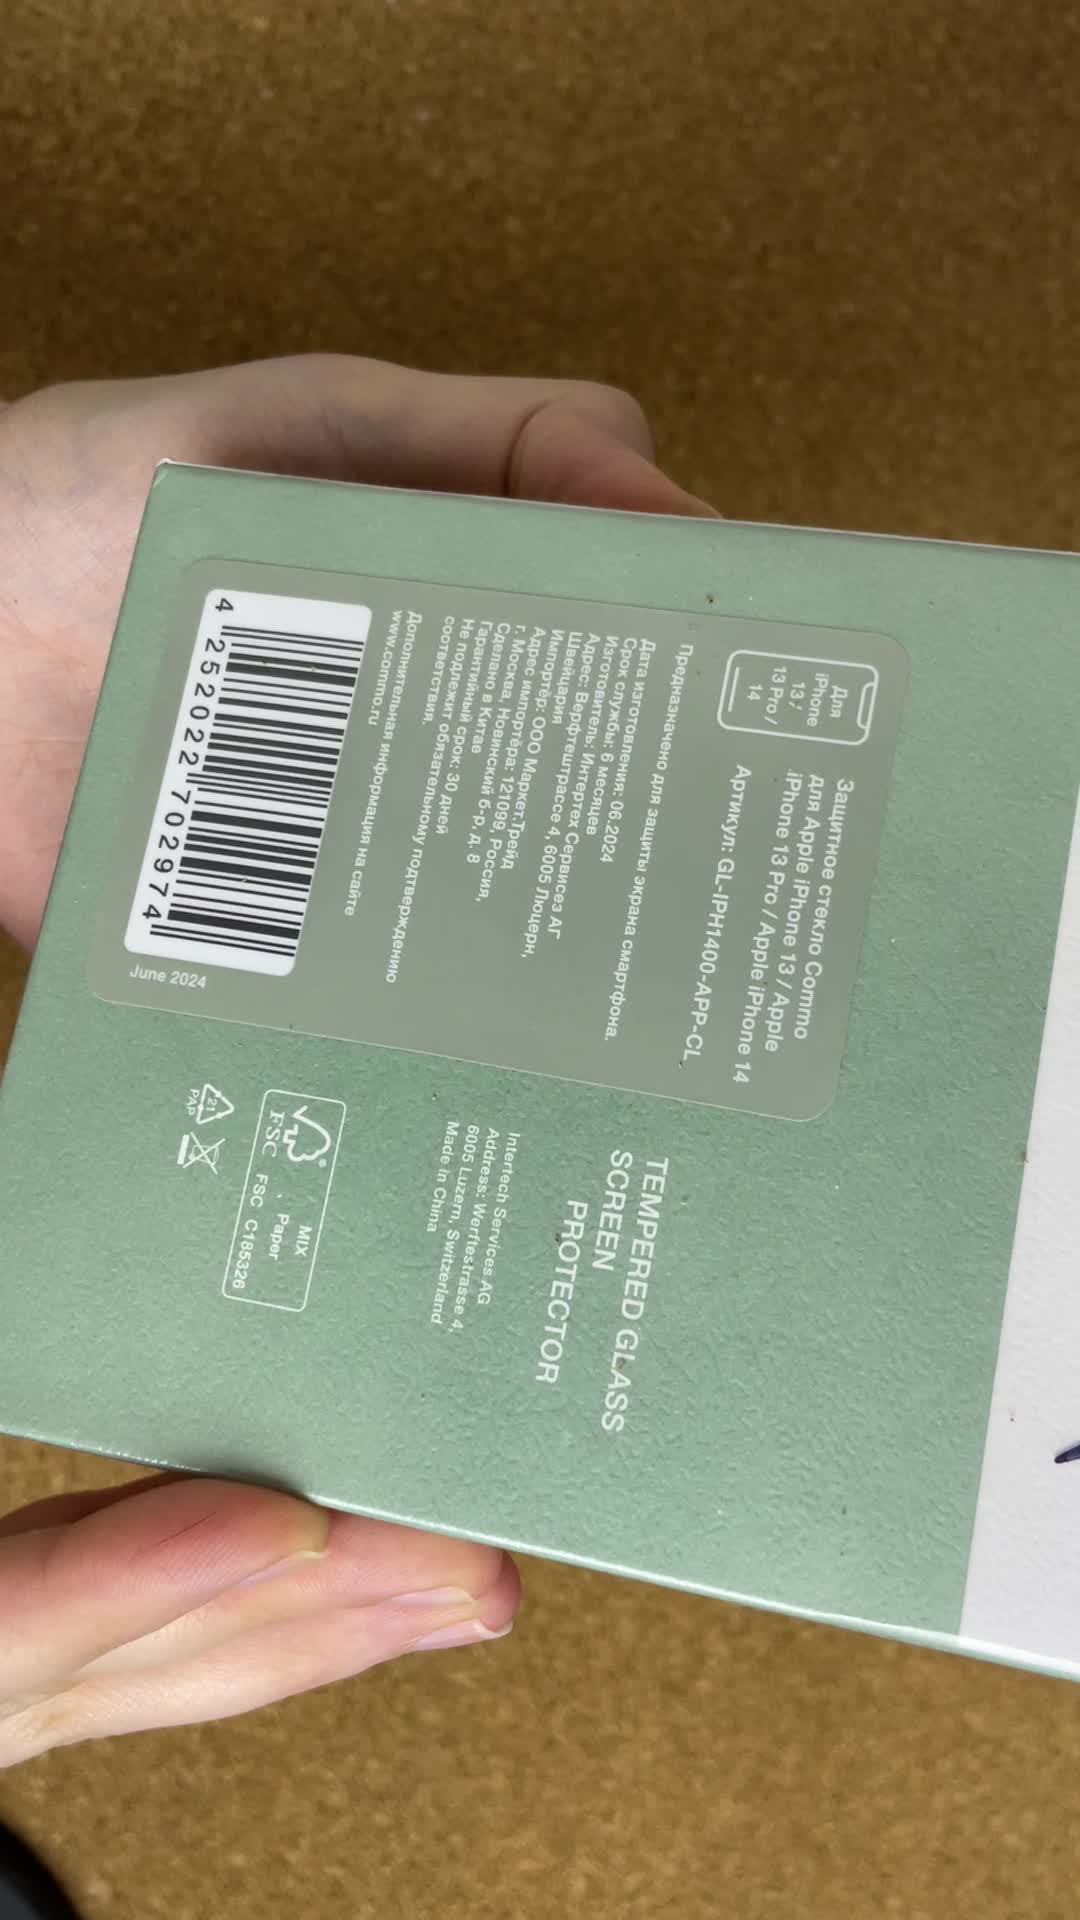 Для
iPhone
13 /
13 Pro /
14
Защитное стекло Commo
для Apple iPhone 13 / Apple
iPhone 13 Pro / Apple iPhone 14
Артикул: GL-IPH1400-APP-CL
Предназначено для защиты экрана смартфона.
Дата изготовления: 06.2024
Срок службы: 6 месяцев
Изготовитель: Интертех Сервисез АГ
Адрес: Верфтештрассе 4, 6005 Люцерн,
Швейцария
Импортёр: ООО Маркет.Трейд
Адрес импортёра: 121099, Россия,
г. Москва, Новинский б-р, д. 8
Сделано в Китае
Гарантийный срок: 30 дней
Не подлежит обязательному подтверждению
соответствия.
Дополнительная информация на сайте
www.commo.ru
4 252022 702974
June 2024
TEMPERED GLASS
SCREEN
PROTECTOR
Intertech Services AG
Address: Werftestrasse 4,
6005 Luzern, Switzerland
Made in China
FSC
MIX
Paper
FSC C185326
21
PAP